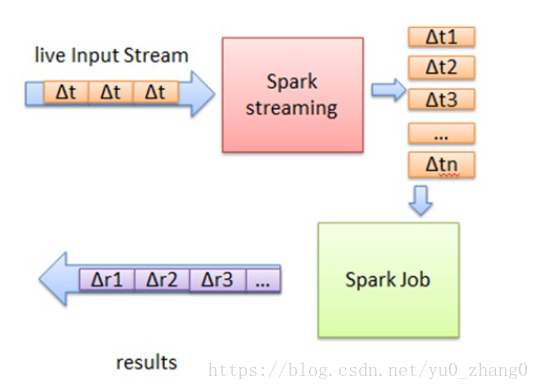 live Input Stream
Δt Δt Δt
Spark
streaming
Δt1
Δt2
Δt3
...
Δtn
Spark Job
Δr1 Δr2 Δr3 ...
results
https://blog.csdn.net/yu0_zhang0